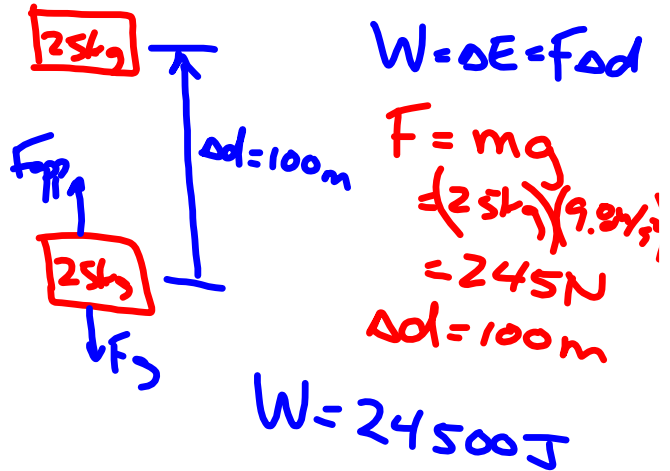 25kg
Δd=100m
Fapp
25kg
Fg
W=ΔE=FΔd
F=mg
=(25kg)(9.8m/s²)
=245N
Δd=100m
W=24500J